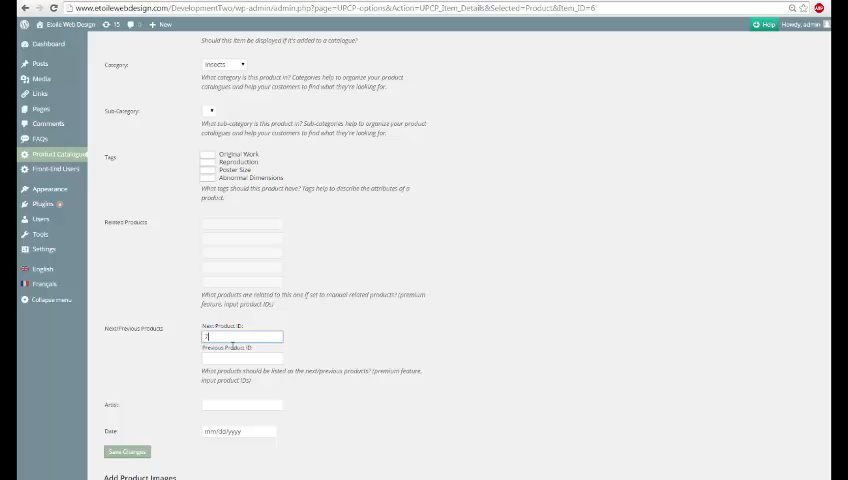 www.etoilewebdesign.com/DevelopmentTwo/wp-admin/admin.php?page=UPCP-options&Action=UPCP_Item_Details&Selected=Product&Item_ID=6
Etoile Web Design 15 0 New Help Howdy, admin
Dashboard
Posts
Media
Links
Pages
Comments
FAQs
Product Catalogue
Front-End Users
Appearance
Plugins
Users
Tools
Settings
English
Français
Collapse menu
Should this item be displayed if it's added to a catalogue?
Category: Insects
What category is this product in? Categories help to organize your product
catalogues and help your customers to find what they're looking for.
Sub-Category:
What sub-category is this product in? Sub-categories help to organize your product
catalogues and help your customers to find what they're looking for.
Tags
Original Work
Reproduction
Poster Size
Abnormal Dimensions
What tags should this product have? Tags help to describe the attributes of a
product.
Related Products
What products are related to this one if set to manual related products? (premium
feature, input product IDs)
Next/Previous Products
Next Product ID:
7
Previous Product ID:
What products should be listed as the next/previous products? (premium feature,
input product IDs)
Artist:
Date: mm/dd/yyyy
Save Changes
Add Product Images